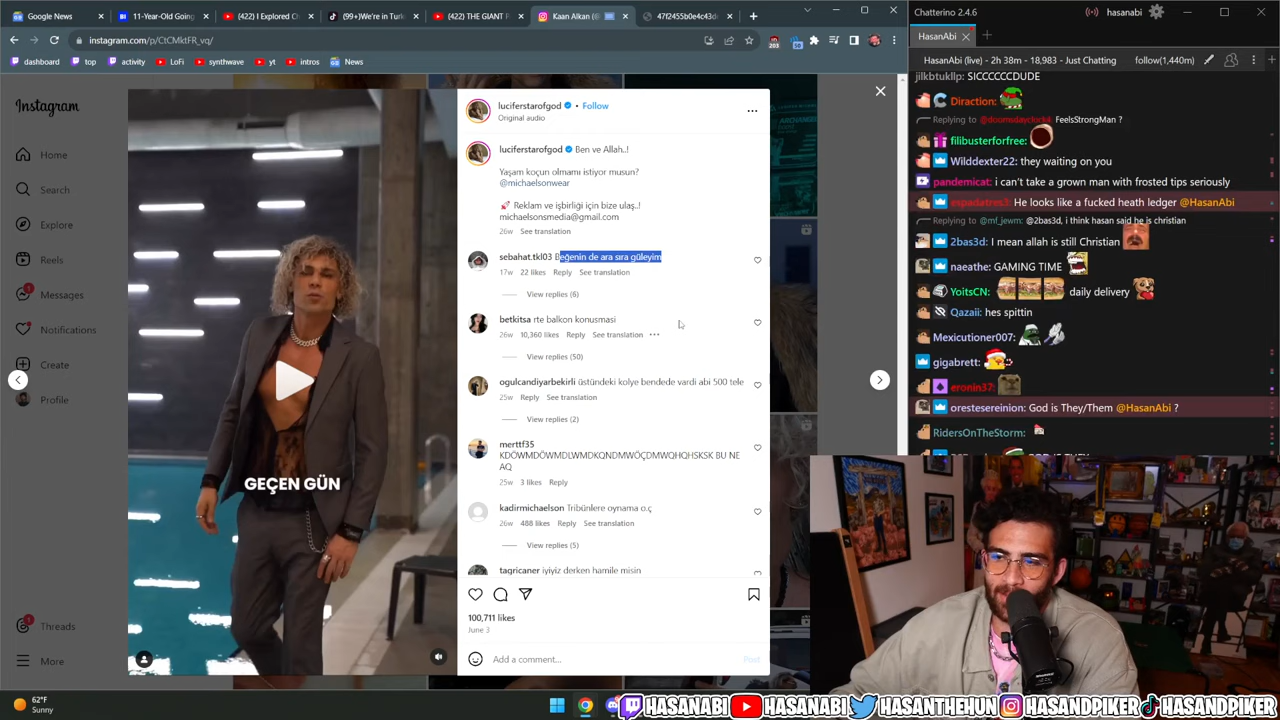 Google News
11-Year-Old Going
(422) I Explored C
(99+)We're in Turk
(422) THE GIANT R
Kaan Alkan (@
47f2455b0e4c43de
instagram.com/p/CtCMktFR_vq/
dashboard
top
activity
LoFi
synthwave
yt
intros
News
Instagram
Home
Search
Explore
Reels
Messages
Notifications
Create
Profile
Threads
More
GEÇEN GÜN
luciferstarofgod • Follow
Original audio
luciferstarofgod Ben ve Allah..!
Yaşam koçun olmamı istiyor musun?
@michaelsonwear
🚀 Reklam ve işbirliği için bize ulaş..!
michaelsonsmedia@gmail.com
26w See translation
sebahat.tkl03 Beğenin de ara sıra güleyim
17w 22 likes Reply See translation
View replies (6)
betkitsa rte balkon konusmasi
26w 10,360 likes Reply See translation
View replies (50)
ogulcandiyarbekirli üstündeki kolye bendede vardi abi 500 tele
25w Reply See translation
View replies (2)
merttf35
KDÖWMDÖWMDLWMDKQNDMWÖÇDMWQHQHSKSK BU NE
AQ
25w 3 likes Reply
kadirmichaelson Tribünlere oynama o.ç
26w 488 likes Reply See translation
View replies (5)
tagricaner iyiyiz derken hamile misin
100,711 likes
June 3
Add a comment...
Post
Chatterino 2.4.6
hasanabi
HasanAbi
HasanAbi (live) - 2h 38m - 18,983 - Just Chatting
follow(1,440m)
jiikbtukllp: SICCCCCCDUDE
Diraction:
FeelsStrongMan ?
filibusterforfree:
Wilddexter22: they waiting on you
pandemicat: i can't take a grown man with frosted tips seriously
espadatres3: He looks like a fucked heath ledger @HasanAbi
Replying to @mf_jewm: @2bas3d, i think hasan said he is christian
2bas3d: I mean allah is still Christian
naethe: GAMING TIME
YoitsCN: daily delivery
Qazaii: hes spittin
Mexicutioner007:
gigabrett:
eronin37:
orestesereinion: God is They/Them @HasanAbi ?
RidersOnTheStorm:
62°F
Sunny
HASANABI
HASANABI
HASANTHEHUN
HASANDPIKER
HASANDPIKER